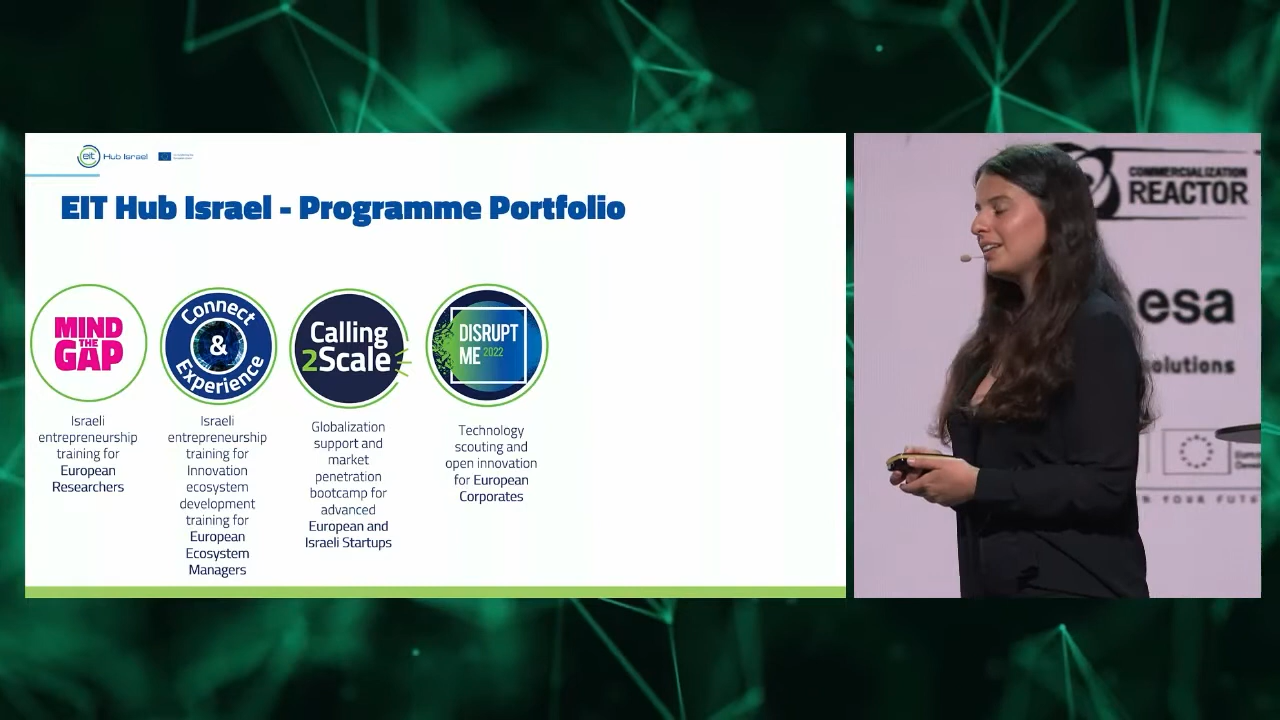 eit Hub Israel
EIT Hub Israel - Programme Portfolio
MIND
THE
GAP
Israeli
entrepreneurship
training for
European
Researchers
Connect
&
Experience
Israeli
entrepreneurship
training for
Innovation
ecosystem
development
training for
European
Ecosystem
Managers
Calling
2Scale
Globalization
support and
market
penetration
bootcamp for
advanced
European and
Israeli Startups
DISRUPT
ME 2022
Technology
scouting and
open innovation
for European
Corporates
COMMERCIALIZATION
REACTOR
esa
solutions
YOUR